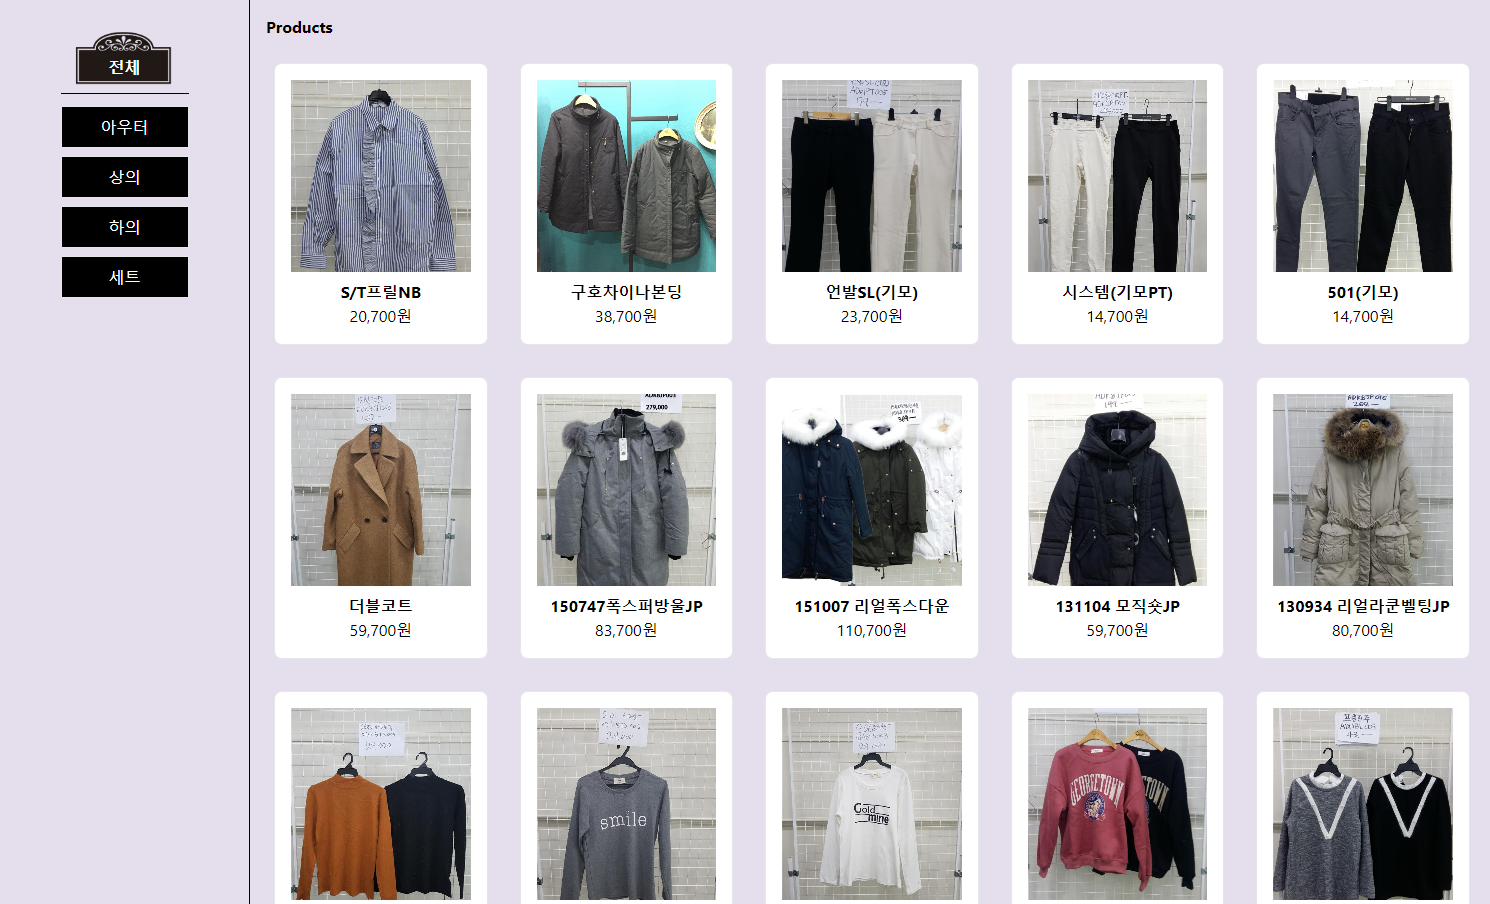 Products
전체
아우터
상의
하의
세트
S/T프릴NB
20,700원
구호차이나본딩
38,700원
언발SL(기모)
23,700원
시스템(기모PT)
14,700원
501(기모)
14,700원
279,000
더블코트
59,700원
150747폭스퍼방울JP
83,700원
151007 리얼폭스다운
110,700원
131104 모직숏JP
59,700원
130934 리얼라쿤벨팅JP
80,700원
smile
Gold
mine
GEORGETOWN